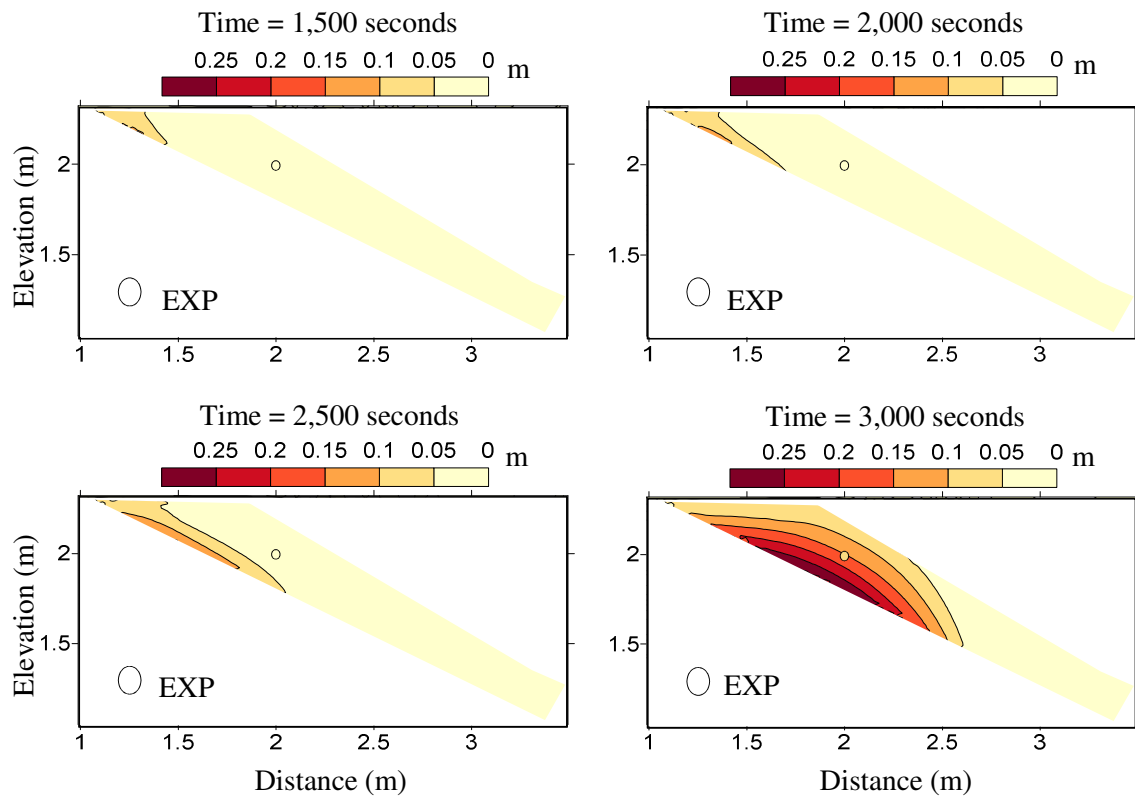 Time = 1,500 seconds
0.25 0.2 0.15 0.1 0.05 0 m
Elevation (m)
2
1.5
EXP
1 1.5 2 2.5 3
Time = 2,000 seconds
0.25 0.2 0.15 0.1 0.05 0 m
2
1.5
EXP
1 1.5 2 2.5 3
Time = 2,500 seconds
0.25 0.2 0.15 0.1 0.05 0 m
Elevation (m)
2
1.5
EXP
1 1.5 2 2.5 3
Distance (m)
Time = 3,000 seconds
0.25 0.2 0.15 0.1 0.05 0 m
2
1.5
EXP
1 1.5 2 2.5 3
Distance (m)